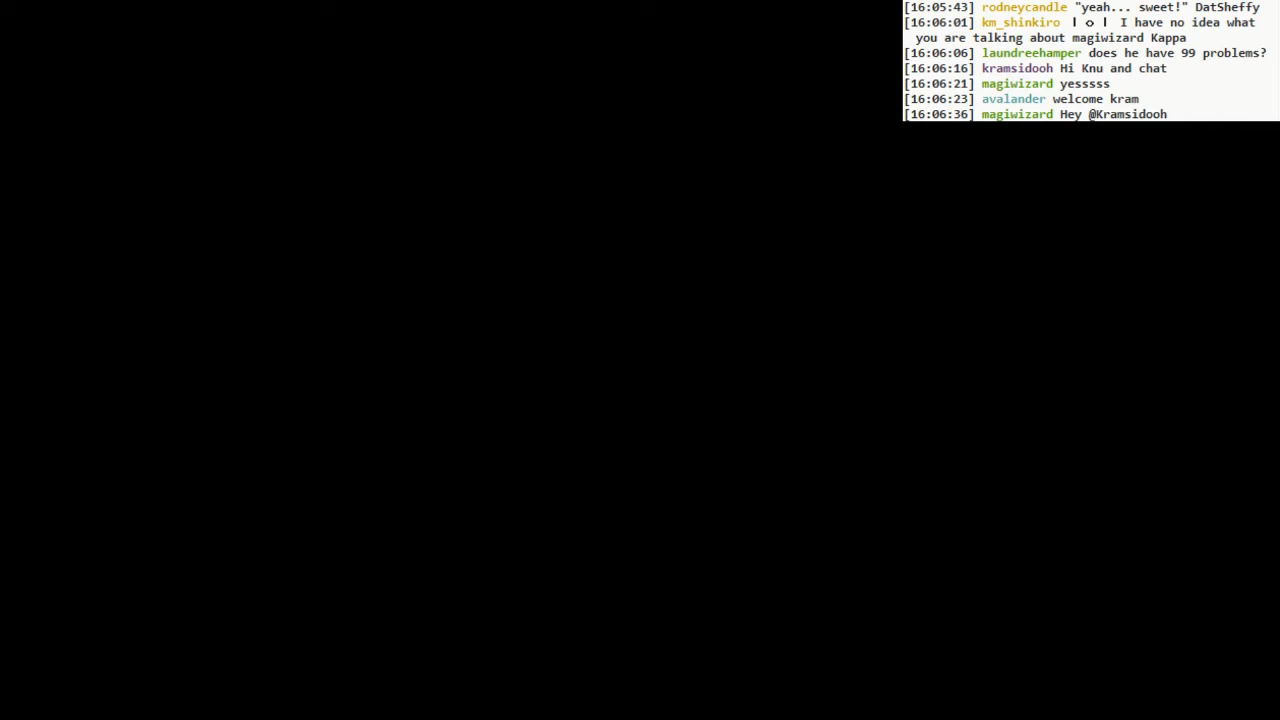 [16:05:43] rodneycandle "yeah... sweet!" DatSheffy
[16:06:01] km_shinkiro I have no idea what
you are talking about magiwizard Kappa
[16:06:06] laundreehamper does he have 99 problems?
[16:06:16] kramsidooh Hi Knu and chat
[16:06:21] magiwizard yesssss
[16:06:23] avalander welcome kram
[16:06:36] magiwizard Hey @Kramsidooh